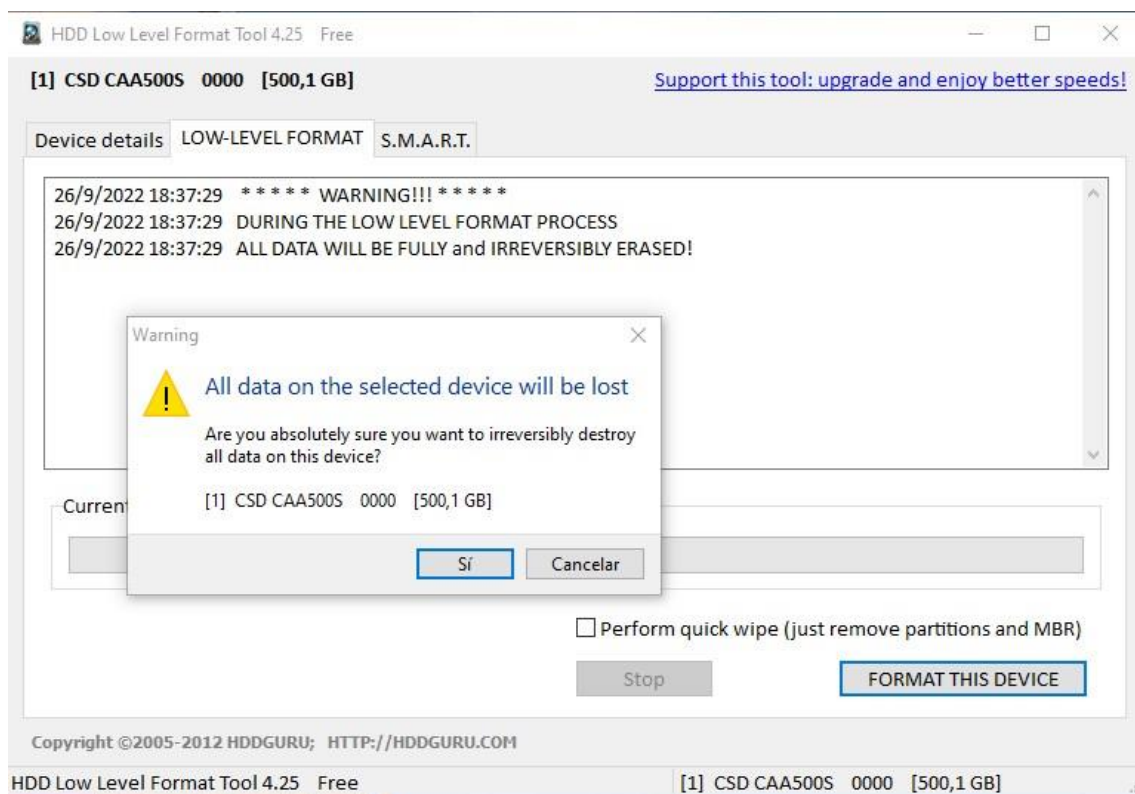 HDD Low Level Format Tool 4.25 Free
[1] CSD CAA500S 0000 [500,1 GB]
Support this tool: upgrade and enjoy better speeds!
Device details
LOW-LEVEL FORMAT
S.M.A.R.T.
26/9/2022 18:37:29 * * * * * WARNING!!! * * * * *
26/9/2022 18:37:29 DURING THE LOW LEVEL FORMAT PROCESS
26/9/2022 18:37:29 ALL DATA WILL BE FULLY and IRREVERSIBLY ERASED!
Warning
All data on the selected device will be lost
Are you absolutely sure you want to irreversibly destroy
all data on this device?
[1] CSD CAA500S 0000 [500,1 GB]
Sí
Cancelar
Curren
Perform quick wipe (just remove partitions and MBR)
Stop
FORMAT THIS DEVICE
Copyright ©2005-2012 HDDGURU; HTTP://HDDGURU.COM
HDD Low Level Format Tool 4.25 Free
[1] CSD CAA500S 0000 [500,1 GB]